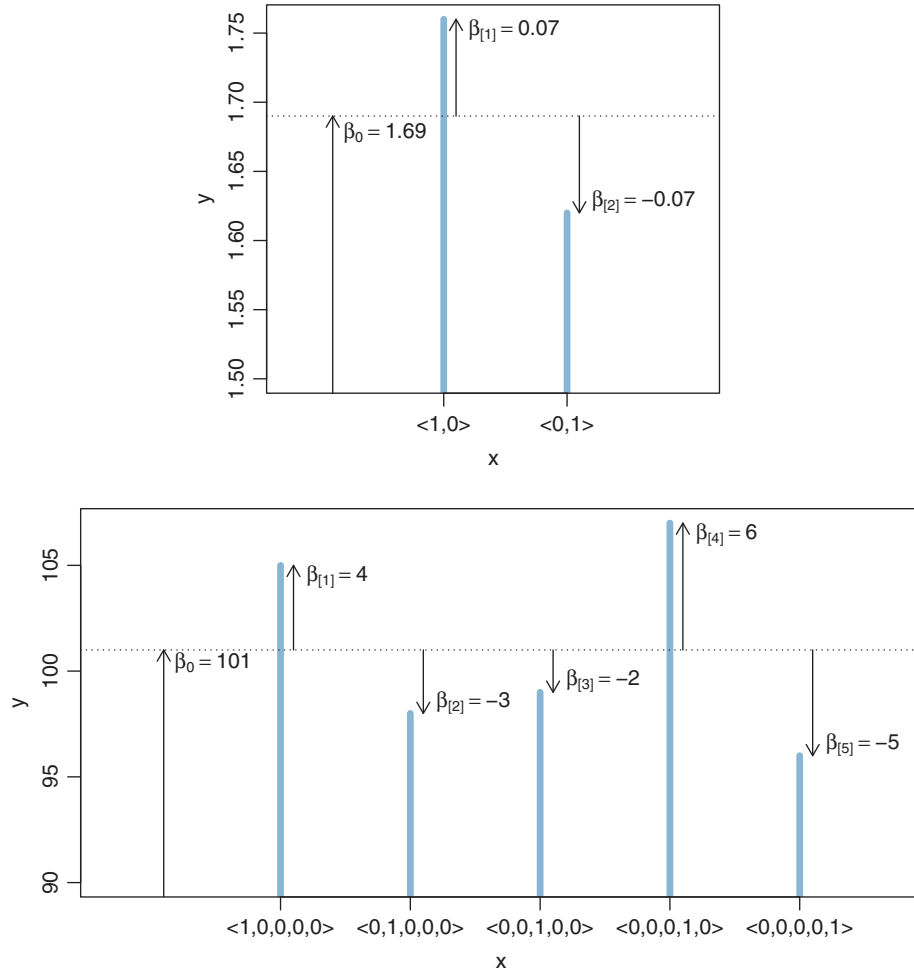 1.75
β[1] = 0.07
1.70
β0 = 1.69
1.65
y
β[2] = −0.07
1.60
1.55
1.50
<1,0> <0,1>
x
β[4] = 6
105
β[1] = 4
β0 = 101
100
β[3] = −2
y
β[2] = −3
β[5] = −5
95
90
<1,0,0,0,0> <0,1,0,0,0> <0,0,1,0,0> <0,0,0,1,0> <0,0,0,0,1>
x